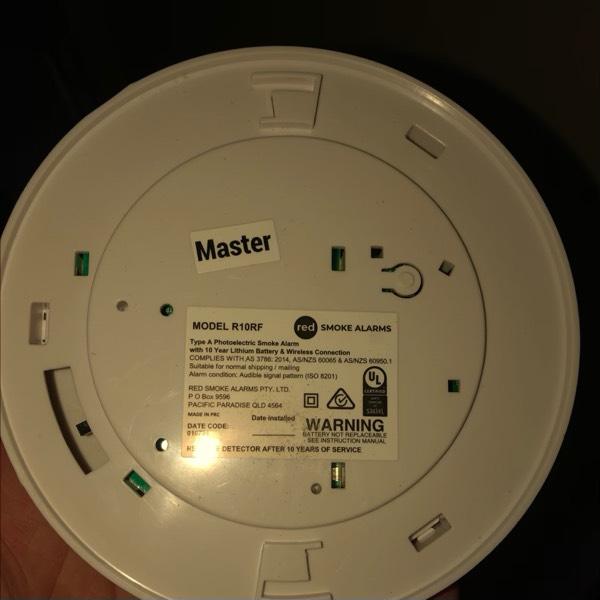 Master
MODEL R10RF
red SMOKE ALARMS
Type A Photoelectric Smoke Alarm
with 10 Year Lithium Battery & Wireless Connection
COMPLIES WITH AS 3786: 2014, AS/NZS 60065 & AS/NZS 60950.1
Suitable for normal shipping / mailing
Alarm condition: Audible signal pattern (ISO 8201)
RED SMOKE ALARMS PTY. LTD.
P O Box 9596
PACIFIC PARADISE QLD 4564
MADE IN PRC
UL
CERTIFIED
Date installed
DATE CODE:
WARNING
BATTERY NOT REPLACEABLE
SEE INSTRUCTION MANUAL
DETECTOR AFTER 10 YEARS OF SERVICE